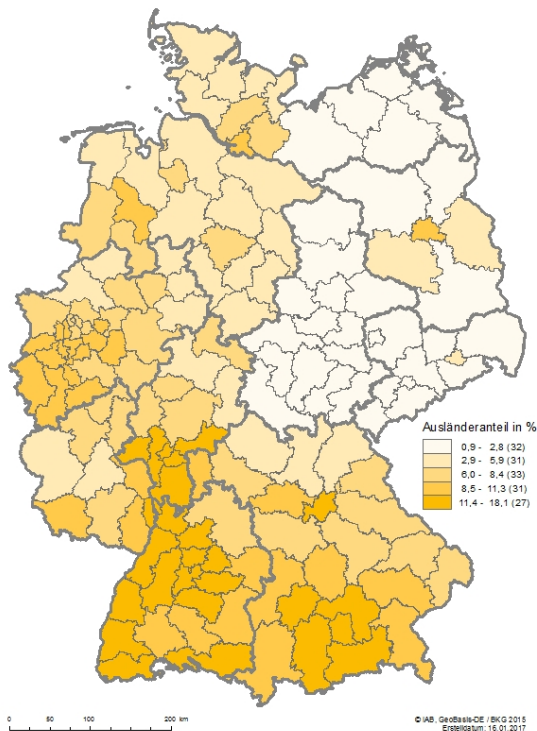 Ausländeranteil in %
0,9 - 2,8 (32)
2,9 - 5,9 (31)
6,0 - 8,4 (33)
8,5 - 11,3 (31)
11,4 - 18,1 (27)
0 50 100 200 km
© IAB, GeoBasis-DE / BKG 2015
Erstelldatum: 16.01.2017